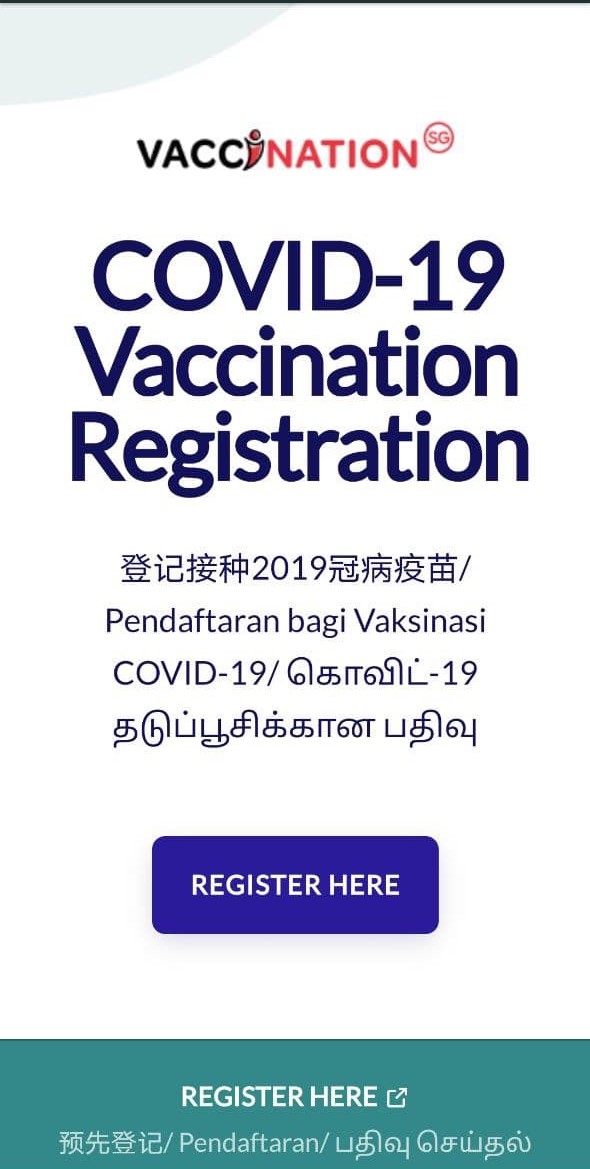 VACCiNATION SG
COVID-19
Vaccination
Registration
登记接种2019冠病疫苗/
Pendaftaran bagi Vaksinasi
COVID-19/ கொவிட்-19
தடுப்பூசிக்கான பதிவு
REGISTER HERE
REGISTER HERE
预先登记/ Pendaftaran/ பதிவு செய்தல்